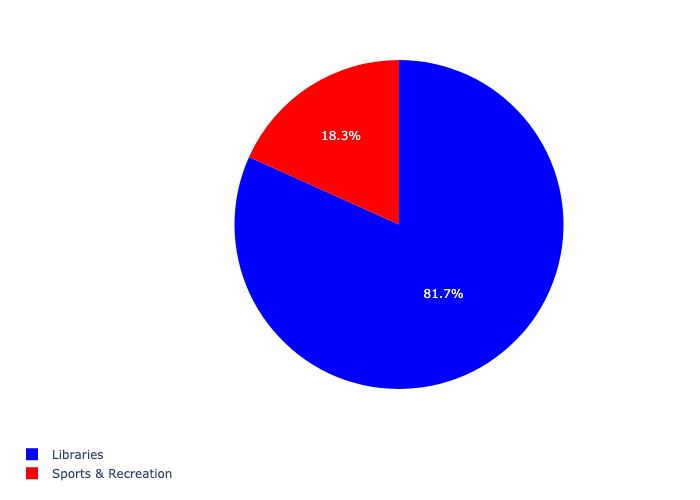 18.3%
81.7%
Libraries
Sports & Recreation